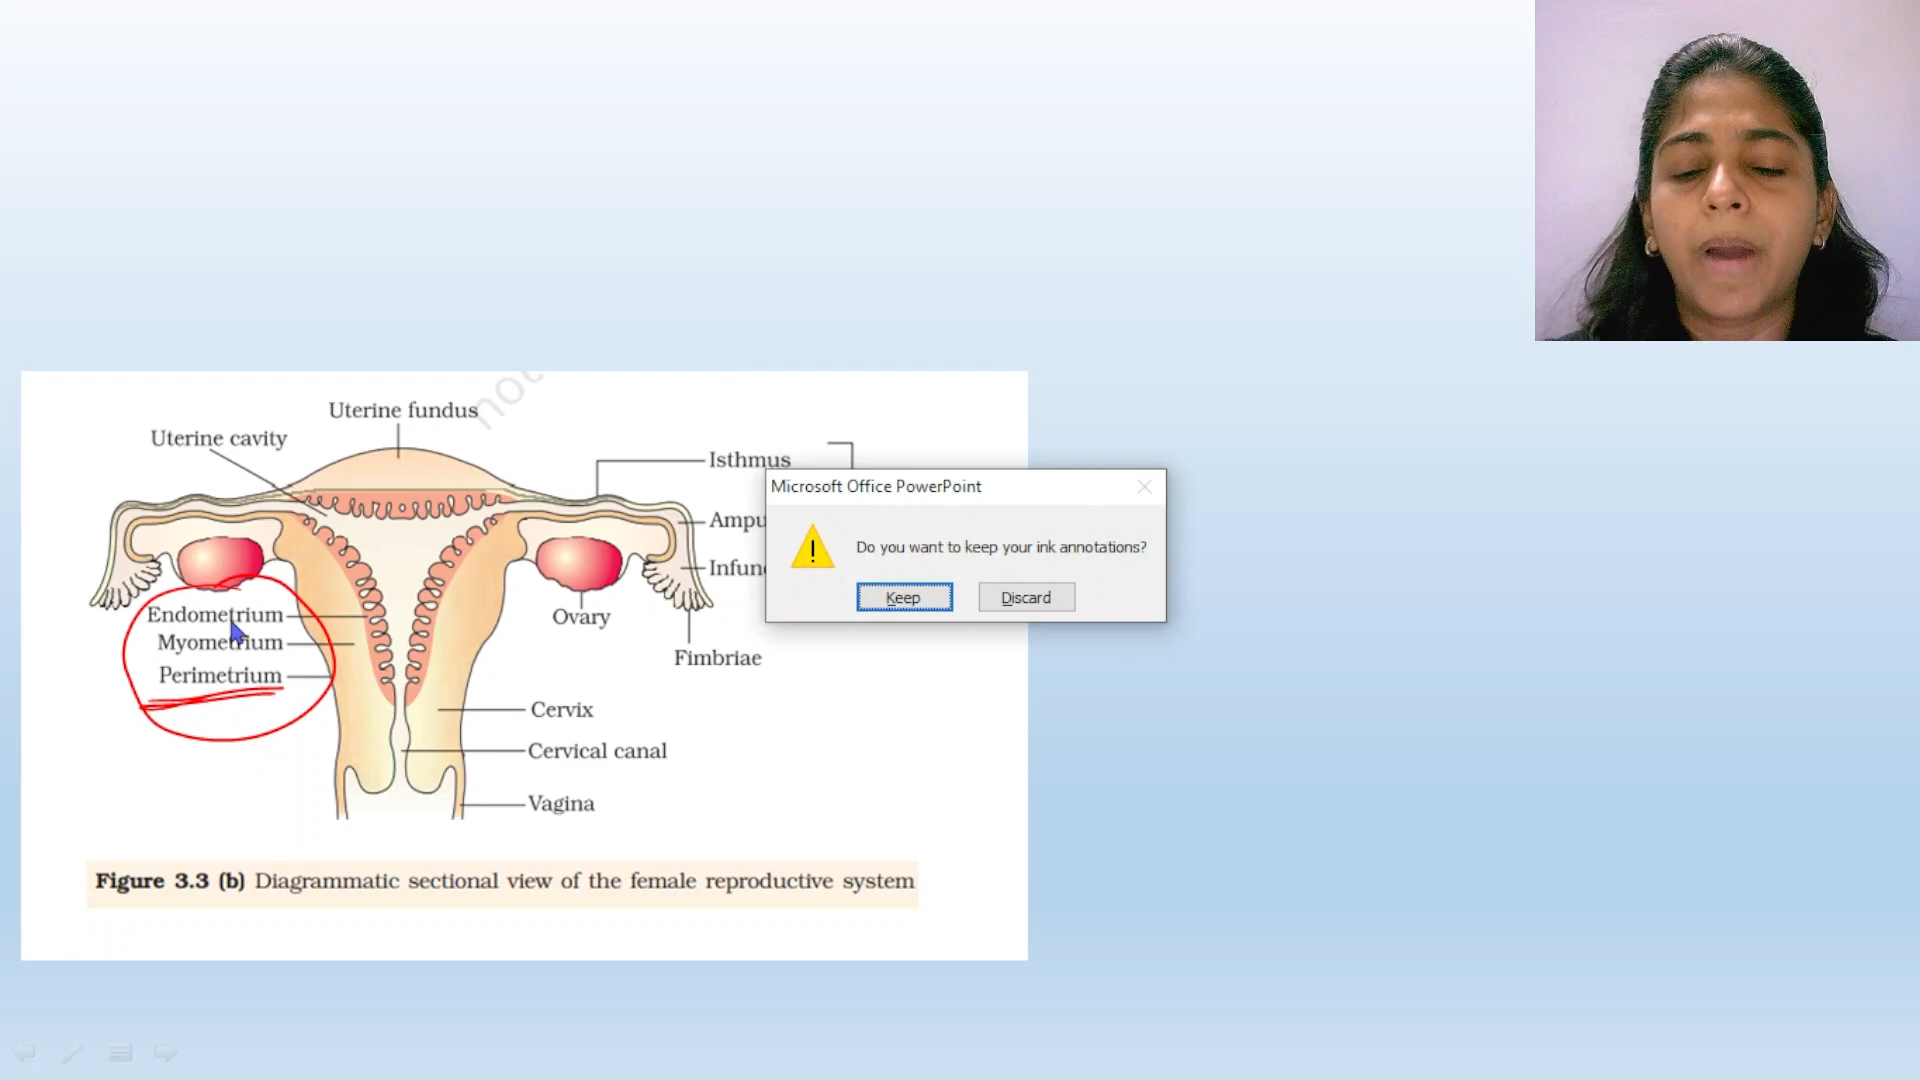 not
Uterine fundus
Uterine cavity
Isthmus
Microsoft Office PowerPoint
Do you want to keep your ink annotations?
Keep
Discard
Ampu
Infun
Ovary
Fimbriae
Endometrium
Myometrium
Perimetrium
Cervix
Cervical canal
Vagina
Figure 3.3 (b) Diagrammatic sectional view of the female reproductive system